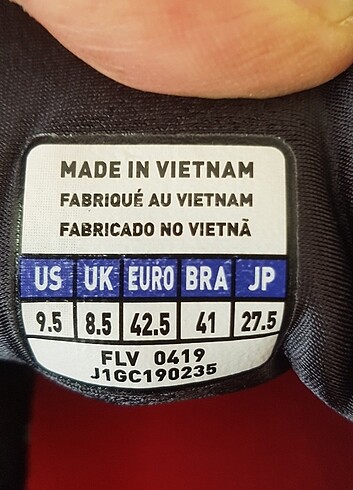 MADE IN VIETNAM
FABRIQUÉ AU VIETNAM
FABRICADO NO VIETNÃ
US UK EURO BRA JP
9.5 8.5 42.5 41 27.5
FLV 0419
J1GC190235